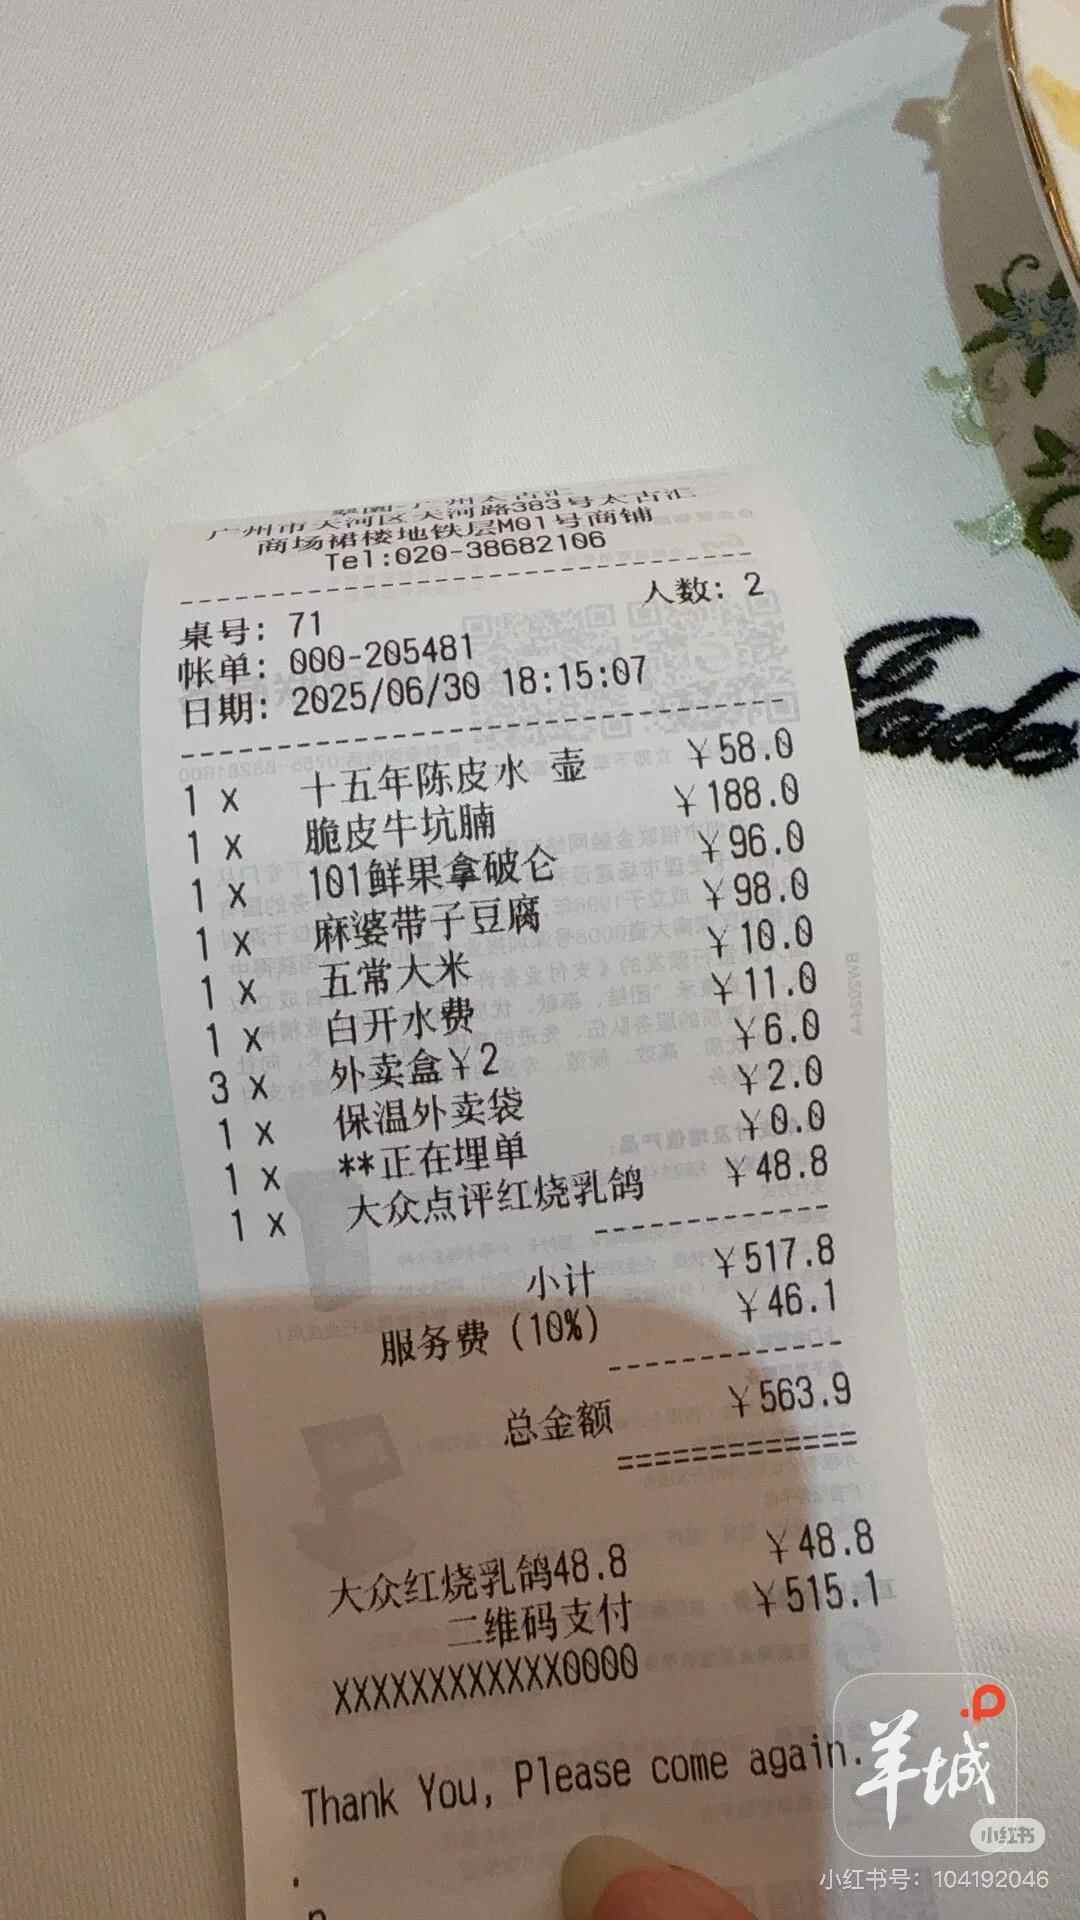 广州市天河区天河路383号太古汇
商场裙楼地铁层M01号商铺
Tel:020-38682106
桌号: 71 人数: 2
帐单: 000-205481
日期: 2025/06/30 18:15:07
1 x 十五年陈皮水 壶 ¥58.0
1 x 脆皮牛坑腩 ¥188.0
1 x 101鲜果拿破仑 ¥96.0
1 x 麻婆带子豆腐 ¥98.0
1 x 五常大米 ¥10.0
1 x 白开水费 ¥11.0
3 x 外卖盒¥2 ¥6.0
1 x 保温外卖袋 ¥2.0
1 x **正在埋单 ¥0.0
1 x 大众点评红烧乳鸽 ¥48.8
小计 ¥517.8
服务费 (10%) ¥46.1
总金额 ¥563.9
大众红烧乳鸽48.8 ¥48.8
二维码支付 ¥515.1
XXXXXXXXXXXX0000
Thank You, Please come again.
羊城
小红书
小红书号: 104192046